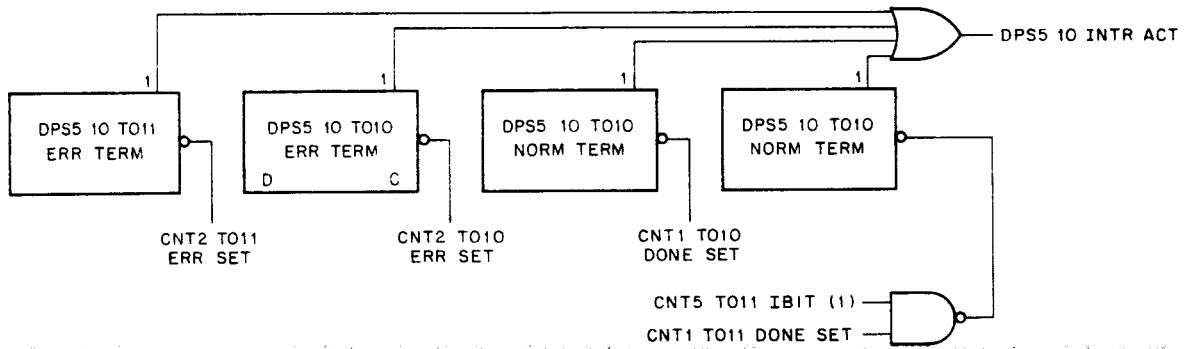 DPS5 10 INTR ACT
1
1
1
1
DPS5 10 TO11
ERR TERM
DPS5 10 TO10
ERR TERM
D C
DPS5 10 TO10
NORM TERM
DPS5 10 TO10
NORM TERM
CNT2 TO11
ERR SET
CNT2 TO10
ERR SET
CNT1 TO10
DONE SET
CNT5 TO11 IBIT (1)
CNT1 TO11 DONE SET